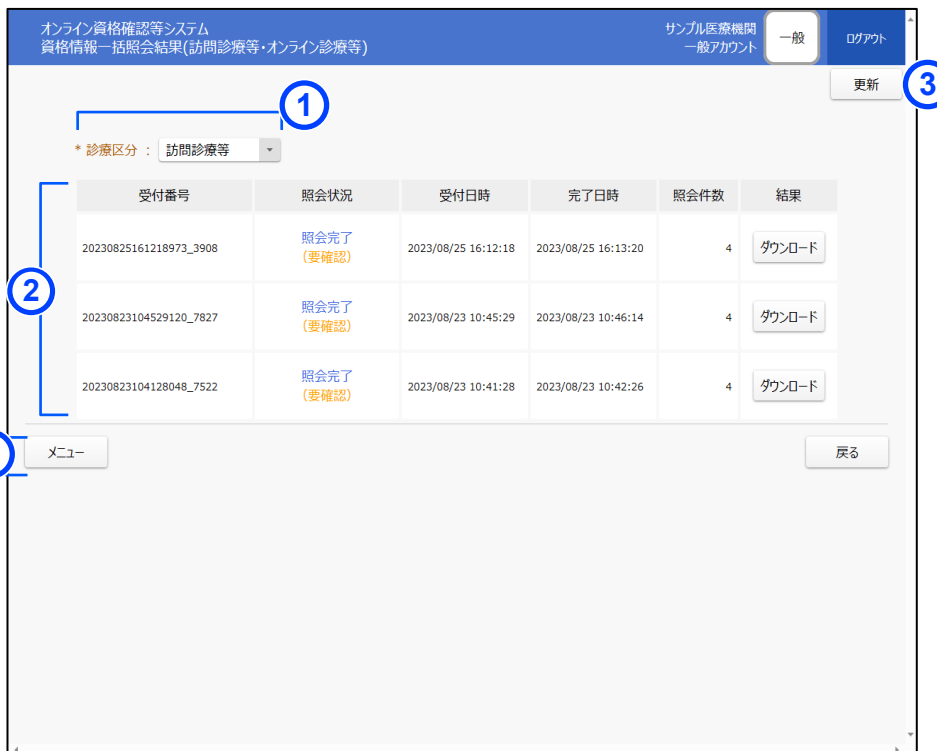 オンライン資格確認等システム
資格情報一括照会結果(訪問診療等・オンライン診療等)
サンプル医療機関
一般アカウント
一般
ログアウト
更新
3
1
* 診療区分 : 訪問診療等
受付番号 照会状況 受付日時 完了日時 照会件数 結果
20230825161218973_3908 照会完了 (要確認) 2023/08/25 16:12:18 2023/08/25 16:13:20 4 ダウンロード
2
20230823104529120_7827 照会完了 (要確認) 2023/08/23 10:45:29 2023/08/23 10:46:14 4 ダウンロード
20230823104128048_7522 照会完了 (要確認) 2023/08/23 10:41:28 2023/08/23 10:42:26 4 ダウンロード
メニュー
戻る